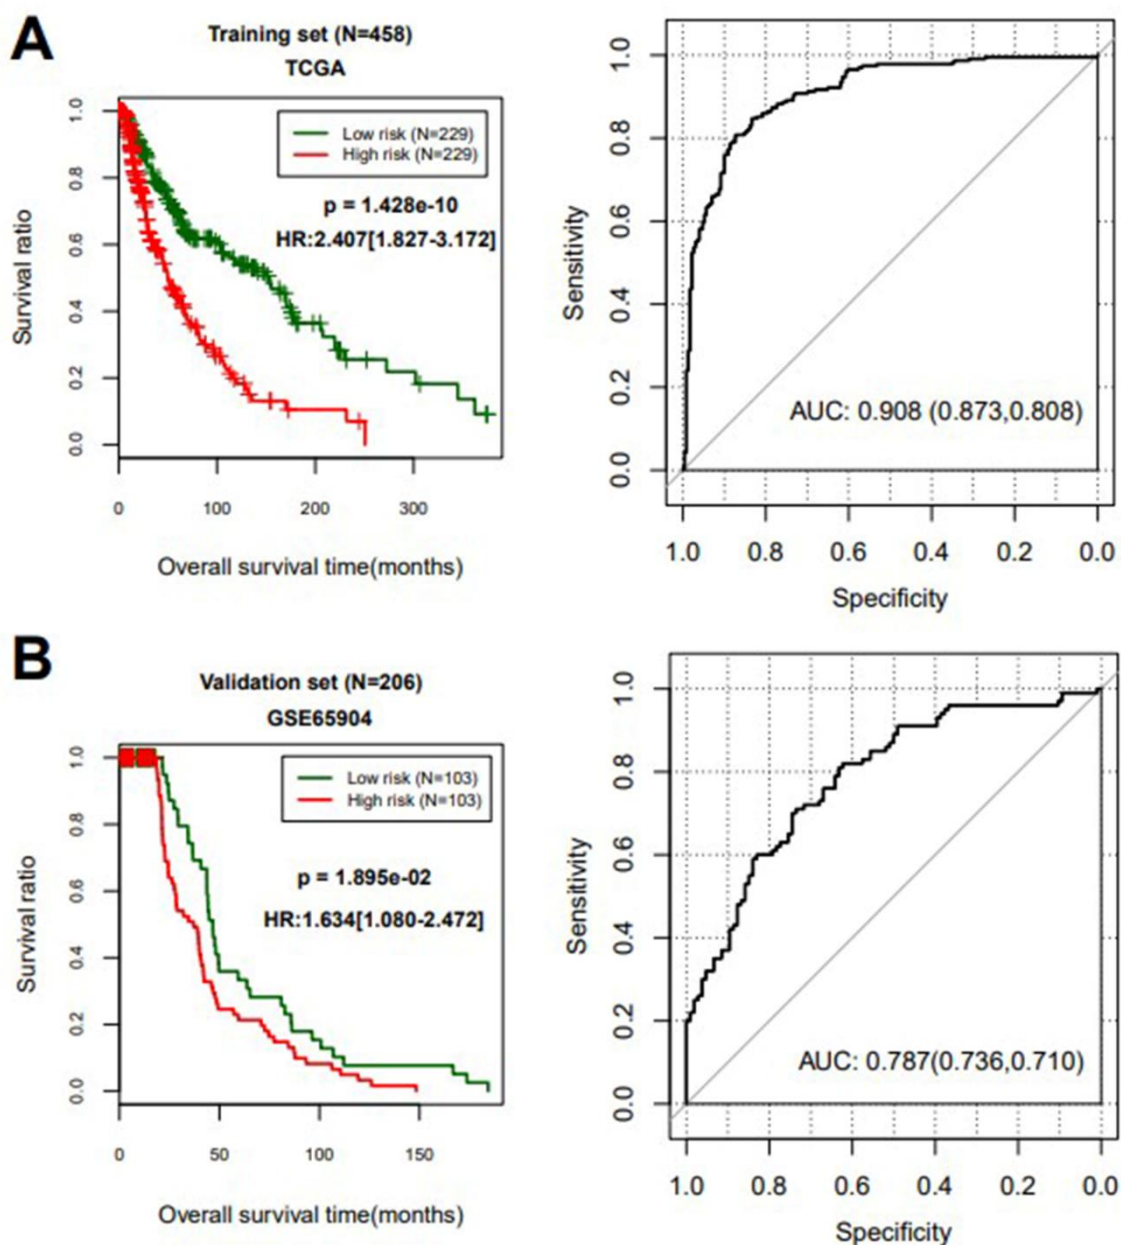 A
Training set (N=458)
TCGA
Low risk (N=229)
High risk (N=229)
p = 1.428e-10
HR:2.407[1.827-3.172]
Survival ratio
0.0 0.2 0.4 0.6 0.8 1.0
0 100 200 300
Overall survival time(months)
Sensitivity
0.0 0.2 0.4 0.6 0.8 1.0
AUC: 0.908 (0.873,0.808)
1.0 0.8 0.6 0.4 0.2 0.0
Specificity
B
Validation set (N=206)
GSE65904
Low risk (N=103)
High risk (N=103)
p = 1.895e-02
HR:1.634[1.080-2.472]
Survival ratio
0.0 0.2 0.4 0.6 0.8 1.0
0 50 100 150
Overall survival time(months)
Sensitivity
0.0 0.2 0.4 0.6 0.8 1.0
AUC: 0.787(0.736,0.710)
1.0 0.8 0.6 0.4 0.2 0.0
Specificity